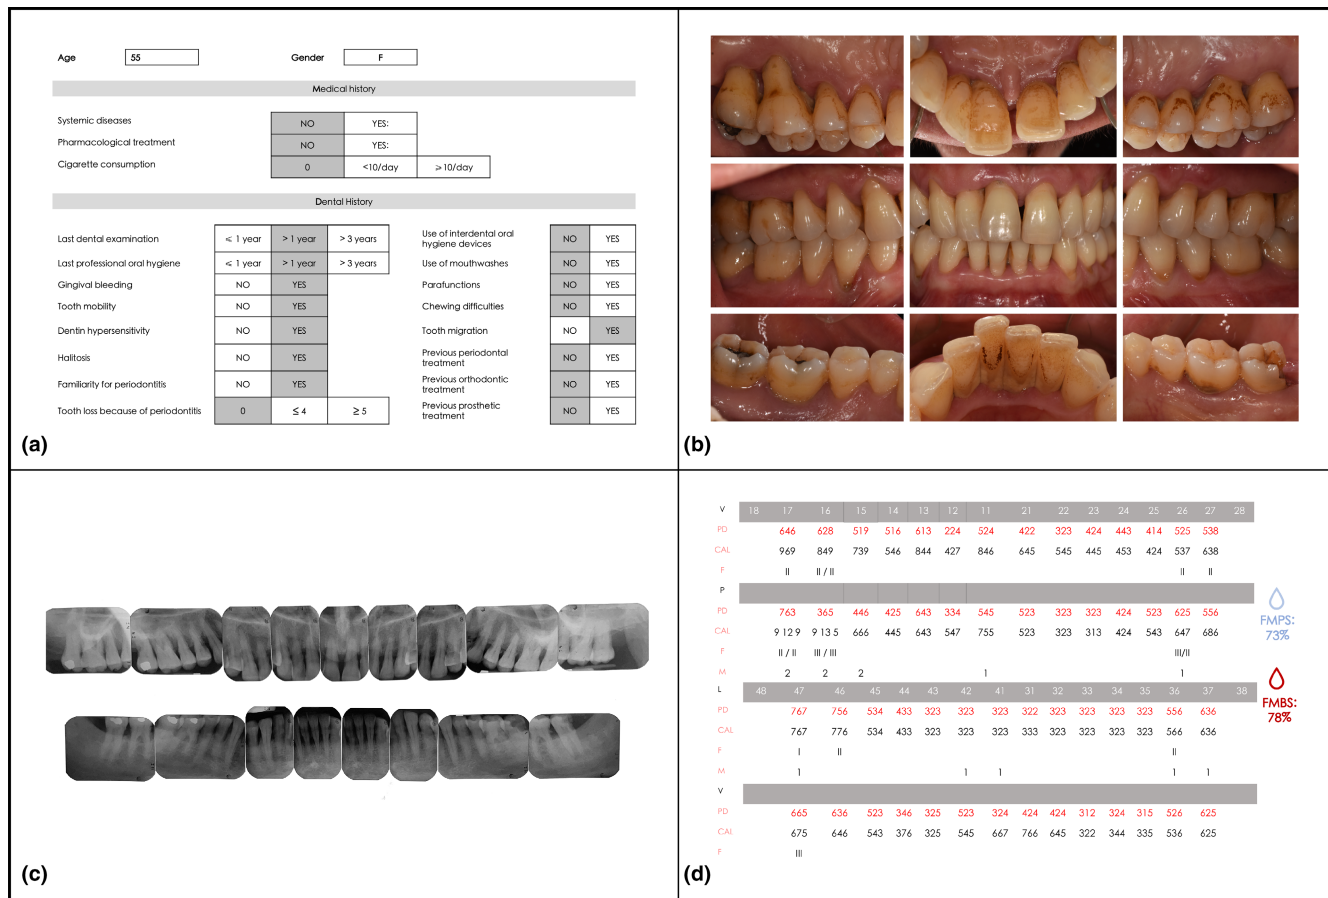 Age 55 Gender F
Medical history
Systemic diseases NO YES:
Pharmacological treatment NO YES:
Cigarette consumption 0 <10/day ⩾10/day
Dental History
Last dental examination ⩽ 1 year > 1 year > 3 years
Last professional oral hygiene ⩽ 1 year > 1 year > 3 years
Gingival bleeding NO YES
Tooth mobility NO YES
Dentin hypersensitivity NO YES
Halitosis NO YES
Familiarity for periodontitis NO YES
Tooth loss because of periodontitis 0 ≤ 4 ≥ 5
Use of interdental oral
hygiene devices NO YES
Use of mouthwashes NO YES
Parafunctions NO YES
Chewing difficulties NO YES
Tooth migration NO YES
Previous periodontal
treatment NO YES
Previous orthodontic
treatment NO YES
Previous prosthetic
treatment NO YES
(a)
(b)
(c)
V 18 17 16 15 14 13 12 11 21 22 23 24 25 26 27 28
PD 646 628 519 516 613 224 524 422 323 424 443 414 525 538
CAL 969 849 739 546 844 427 846 645 545 445 453 424 537 638
F II II / II II II
P
PD 763 365 446 425 643 334 545 523 323 323 424 523 625 556
CAL 9 12 9 9 13 5 666 445 643 547 755 523 323 313 424 543 647 686
F II / II III / III III/II
M 2 2 2 1 1
L 48 47 46 45 44 43 42 41 31 32 33 34 35 36 37 38
PD 767 756 534 433 323 323 323 322 323 323 323 323 556 636
CAL 767 776 534 433 323 323 323 333 323 323 323 323 566 636
F I II II
M 1 1 1 1 1
V
PD 665 636 523 346 325 523 324 424 424 312 324 315 526 625
CAL 675 646 543 376 325 545 667 766 645 322 344 335 536 625
F III
FMPS:
73%
FMBS:
78%
(d)